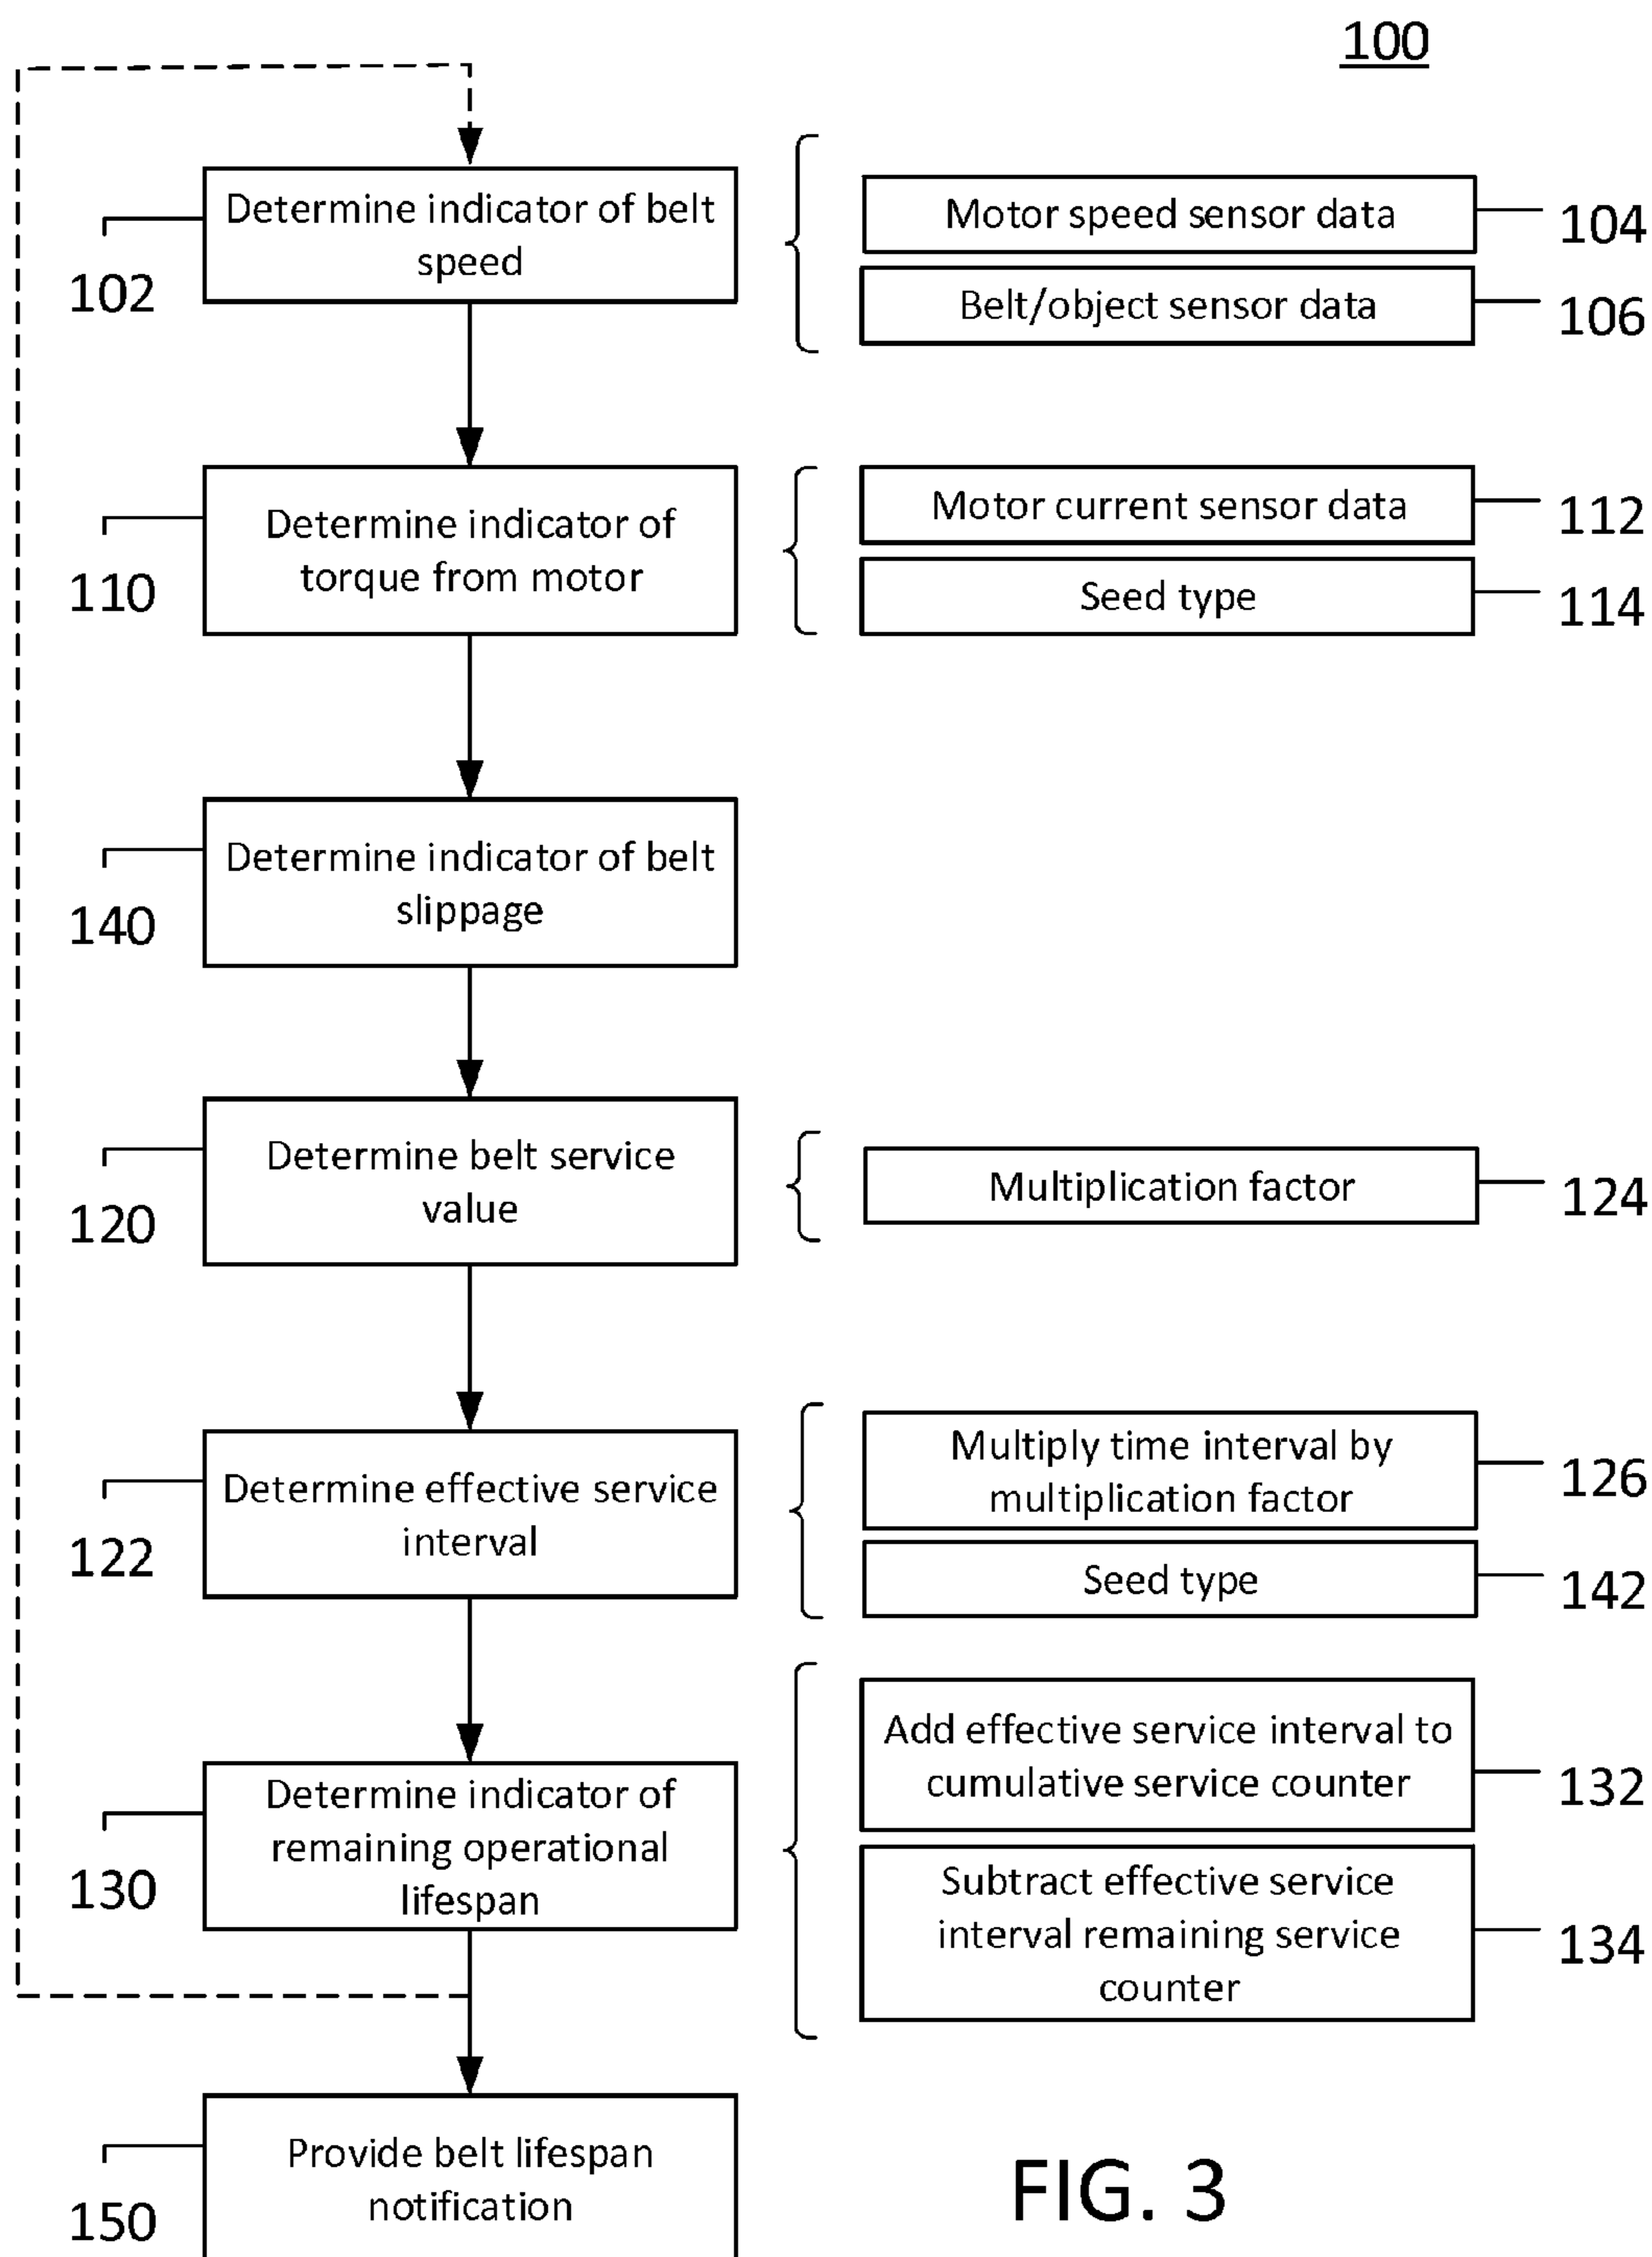 100
Determine indicator of belt
speed
102
Motor speed sensor data
104
Belt/object sensor data
106
Determine indicator of
torque from motor
110
Motor current sensor data
112
Seed type
114
Determine indicator of belt
slippage
140
Determine belt service
value
120
Multiplication factor
124
Determine effective service
interval
122
Multiply time interval by
multiplication factor
126
Seed type
142
Determine indicator of
remaining operational
lifespan
130
Add effective service interval to
cumulative service counter
132
Subtract effective service
interval remaining service
counter
134
Provide belt lifespan
notification
150
FIG. 3